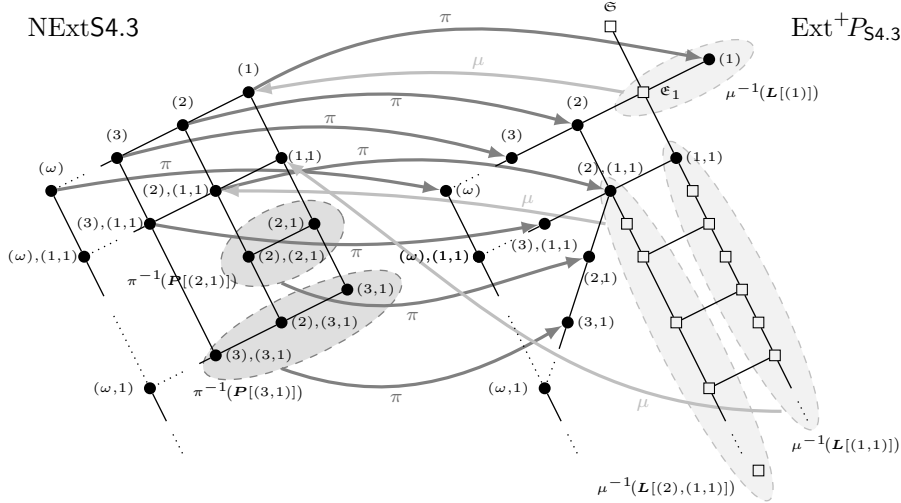 NExtS4.3
π
𝔖
Ext⁺P_S4.3
(1)
μ
(1)
𝔈₁
μ⁻¹(L[(1)])
(2)
π
(2)
(3)
π
(3)
(1,1)
π
(2),(1,1)
(1,1)
(ω)
π
(2),(1,1)
(ω)
μ
(3),(1,1)
(2,1)
(3),(1,1)
(ω),(1,1)
(2),(2,1)
π
(ω),(1,1)
(2,1)
π⁻¹(P[(2,1)])
(3,1)
π
(3,1)
(2),(3,1)
(3),(3,1)
(ω,1)
π⁻¹(P[(3,1)])
π
(ω,1)
μ
μ⁻¹(L[(1,1)])
μ⁻¹(L[(2),(1,1)])